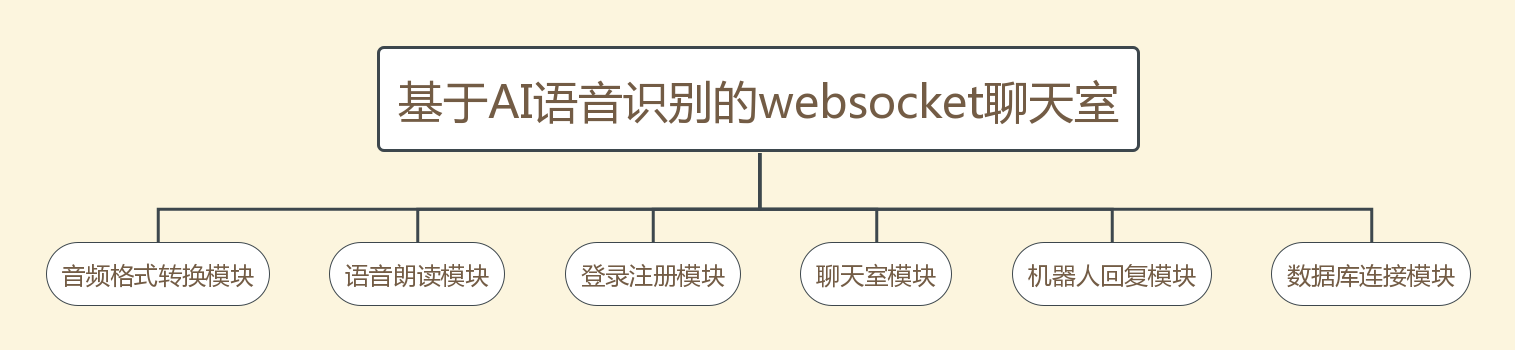 基于AI语音识别的websocket聊天室
音频格式转换模块
语音朗读模块
登录注册模块
聊天室模块
机器人回复模块
数据库连接模块